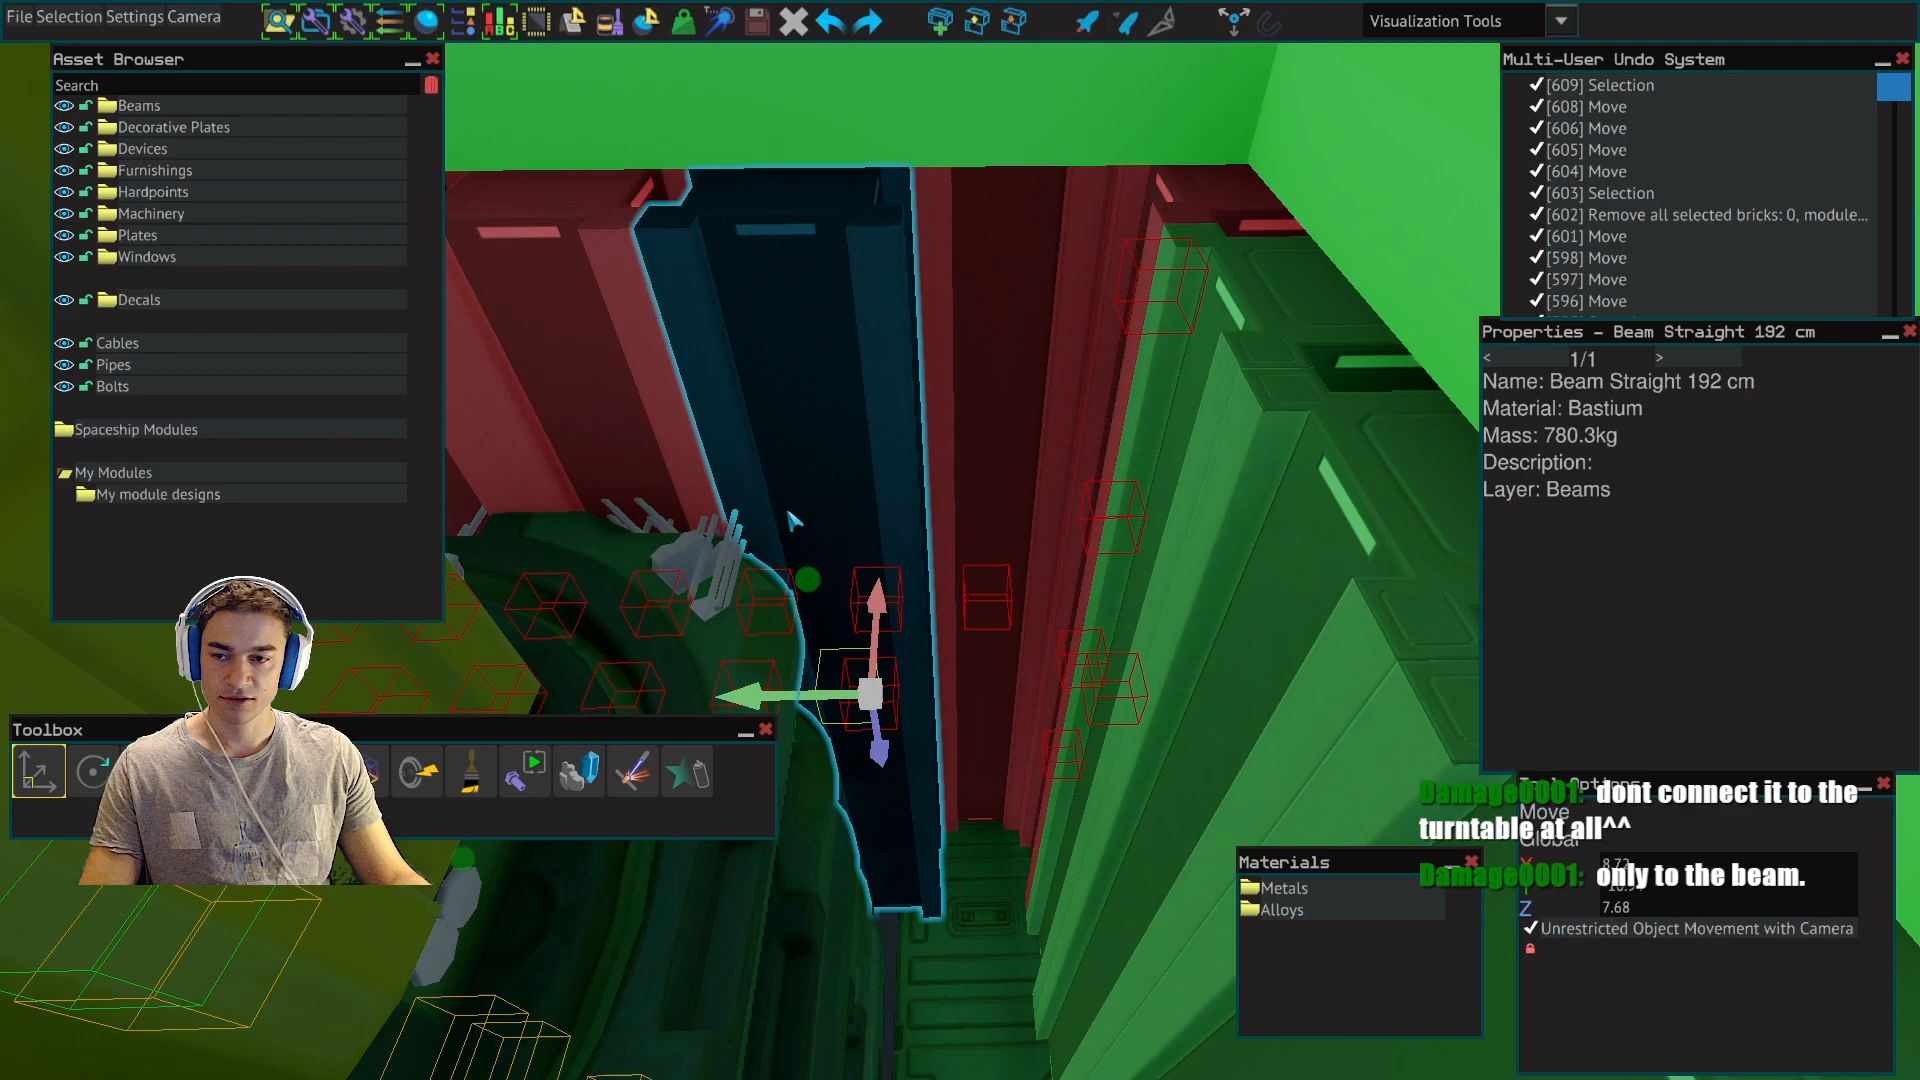 File Selection Settings Camera
Visualization Tools
Asset Browser
Search
Beams
Decorative Plates
Devices
Furnishings
Hardpoints
Machinery
Plates
Windows
Decals
Cables
Pipes
Bolts
Spaceship Modules
My Modules
My module designs
Multi-User Undo System
[609] Selection
[608] Move
[606] Move
[605] Move
[604] Move
[603] Selection
[602] Remove all selected bricks: 0, module...
[601] Move
[598] Move
[597] Move
[596] Move
Properties - Beam Straight 192 cm
< 1/1 >
Name: Beam Straight 192 cm
Material: Bastium
Mass: 780.3kg
Description:
Layer: Beams
Toolbox
ABC
Materials
Metals
Alloys
Move
Global
Damage0001: dont connect it to the
turntable at all^^
Damage0001: only to the beam.
Z 7.68
Unrestricted Object Movement with Camera